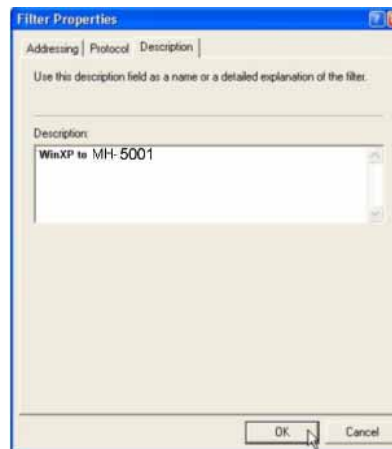 Filter Properties
Addressing Protocol Description
Use this description field as a name or a detailed explanation of the filter.
Description:
WinXP to MH-5001
OK Cancel